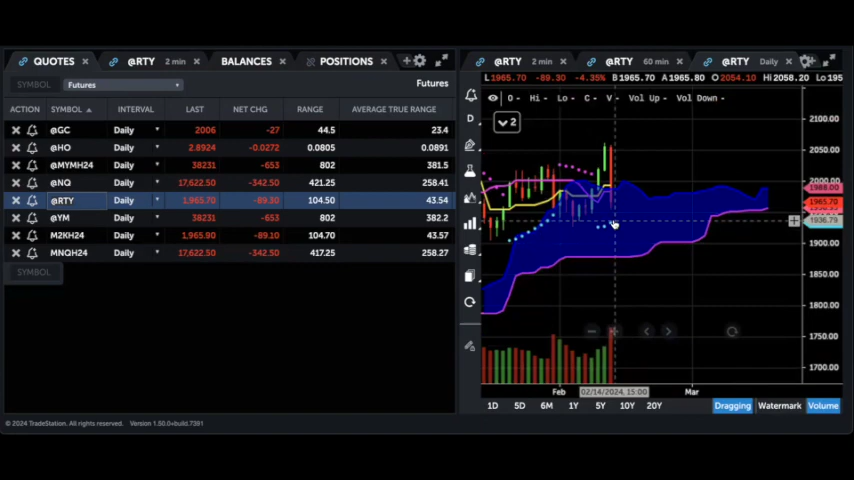 QUOTES @RTY 2 min BALANCES POSITIONS
SYMBOL Futures Futures
ACTION SYMBOL INTERVAL LAST NET CHG RANGE AVERAGE TRUE RANGE
@GC Daily 2006 -27 44.5 23.4
@HO Daily 2.8924 -0.0272 0.0805 0.0891
@MYMH24 Daily 38231 -653 802 381.5
@NQ Daily 17,622.50 -342.50 421.25 258.41
@RTY Daily 1,965.70 -89.30 104.50 43.54
@YM Daily 38231 -653 802 382.2
M2KH24 Daily 1,965.90 -89.10 104.70 43.57
MNQH24 Daily 17,622.50 -342.50 417.25 258.27
SYMBOL
@RTY 2 min @RTY 60 min @RTY Daily
L 1965.70 -89.30 -4.35% B 1965.70 A 1965.80 O 2054.10 Hi 2058.20 Lo 195
O - Hi - Lo - C - V - Vol Up - Vol Down -
D
2
2100.00
2050.00
2000.00
1988.00
1965.70
1936.79
1900.00
1850.00
1800.00
1750.00
1700.00
Feb 02/14/2024, 15:00 Mar
1D 5D 6M 1Y 5Y 10Y 20Y Dragging Watermark Volume
© 2024 TradeStation. All rights reserved. Version 1.50.0+build.7391